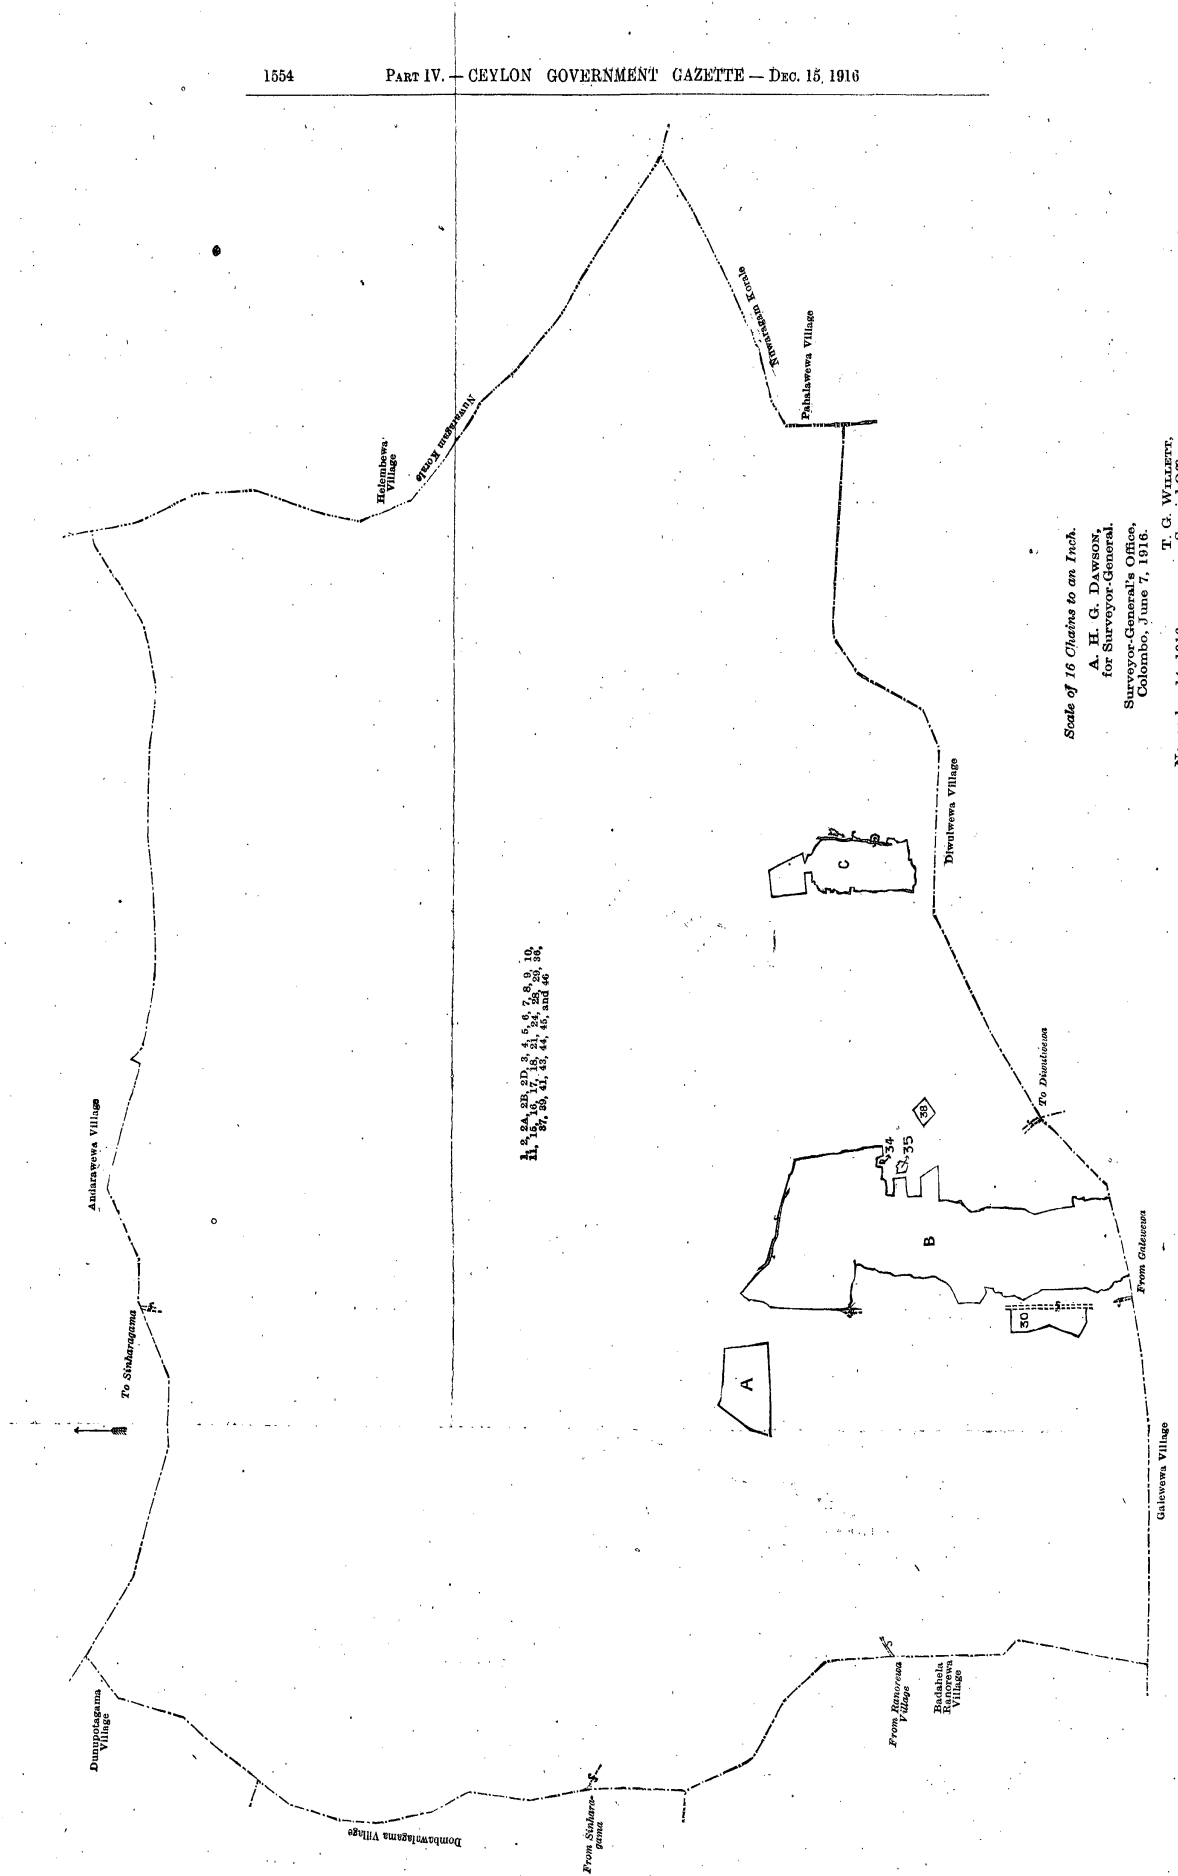 1554 PART IV. — CEYLON GOVERNMENT GAZETTE — DEC. 15, 1916
Nuwaragam Korale
Pahalawewa Village
Helembewa
Village
Nuwaragam Korale
T. G. WILLETT,
Scale of 16 Chains to an Inch.
A. H. G. DAWSON,
for Surveyor-General.
Surveyor-General's Office,
Colombo, June 7, 1916.
Diwulwewa Village
C
1, 2, 2A, 2B, 2D, 3, 4, 5, 6, 7, 8, 9, 10,
11, 15, 16, 17, 18, 21, 24, 28, 29, 36,
37, 39, 41, 43, 44, 45, and 46
To Diwulwewa
38
34
35
Andarawewa Village
B
From Galewewa
30
To Sinharagama
A
Galewewa Village
Dunupotagama
Village
From Ranorewa
Village
Badahela
Ranorewa
Village
Dombawalagama Village
From Sinhara-
gama